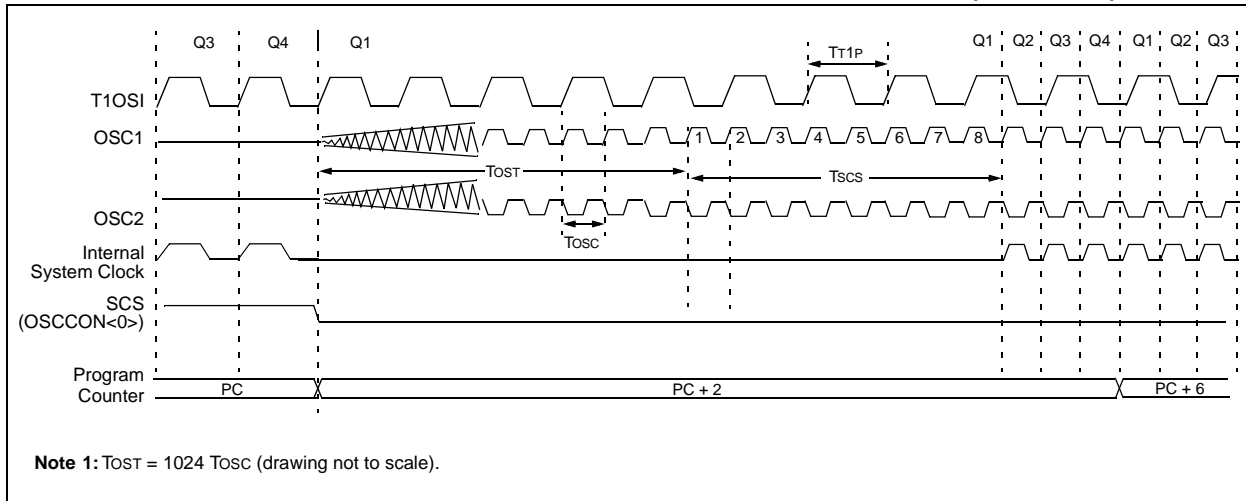 Q3 Q4 Q1 Q1 Q2 Q3 Q4 Q1 Q2 Q3
TT1P
T1OSI
OSC1
1 2 3 4 5 6 7 8
TOST
TSCS
OSC2
TOSC
Internal
System Clock
SCS
(OSCCON<0>)
Program
Counter
PC PC + 2 PC + 6
Note 1: TOST = 1024 TOSC (drawing not to scale).